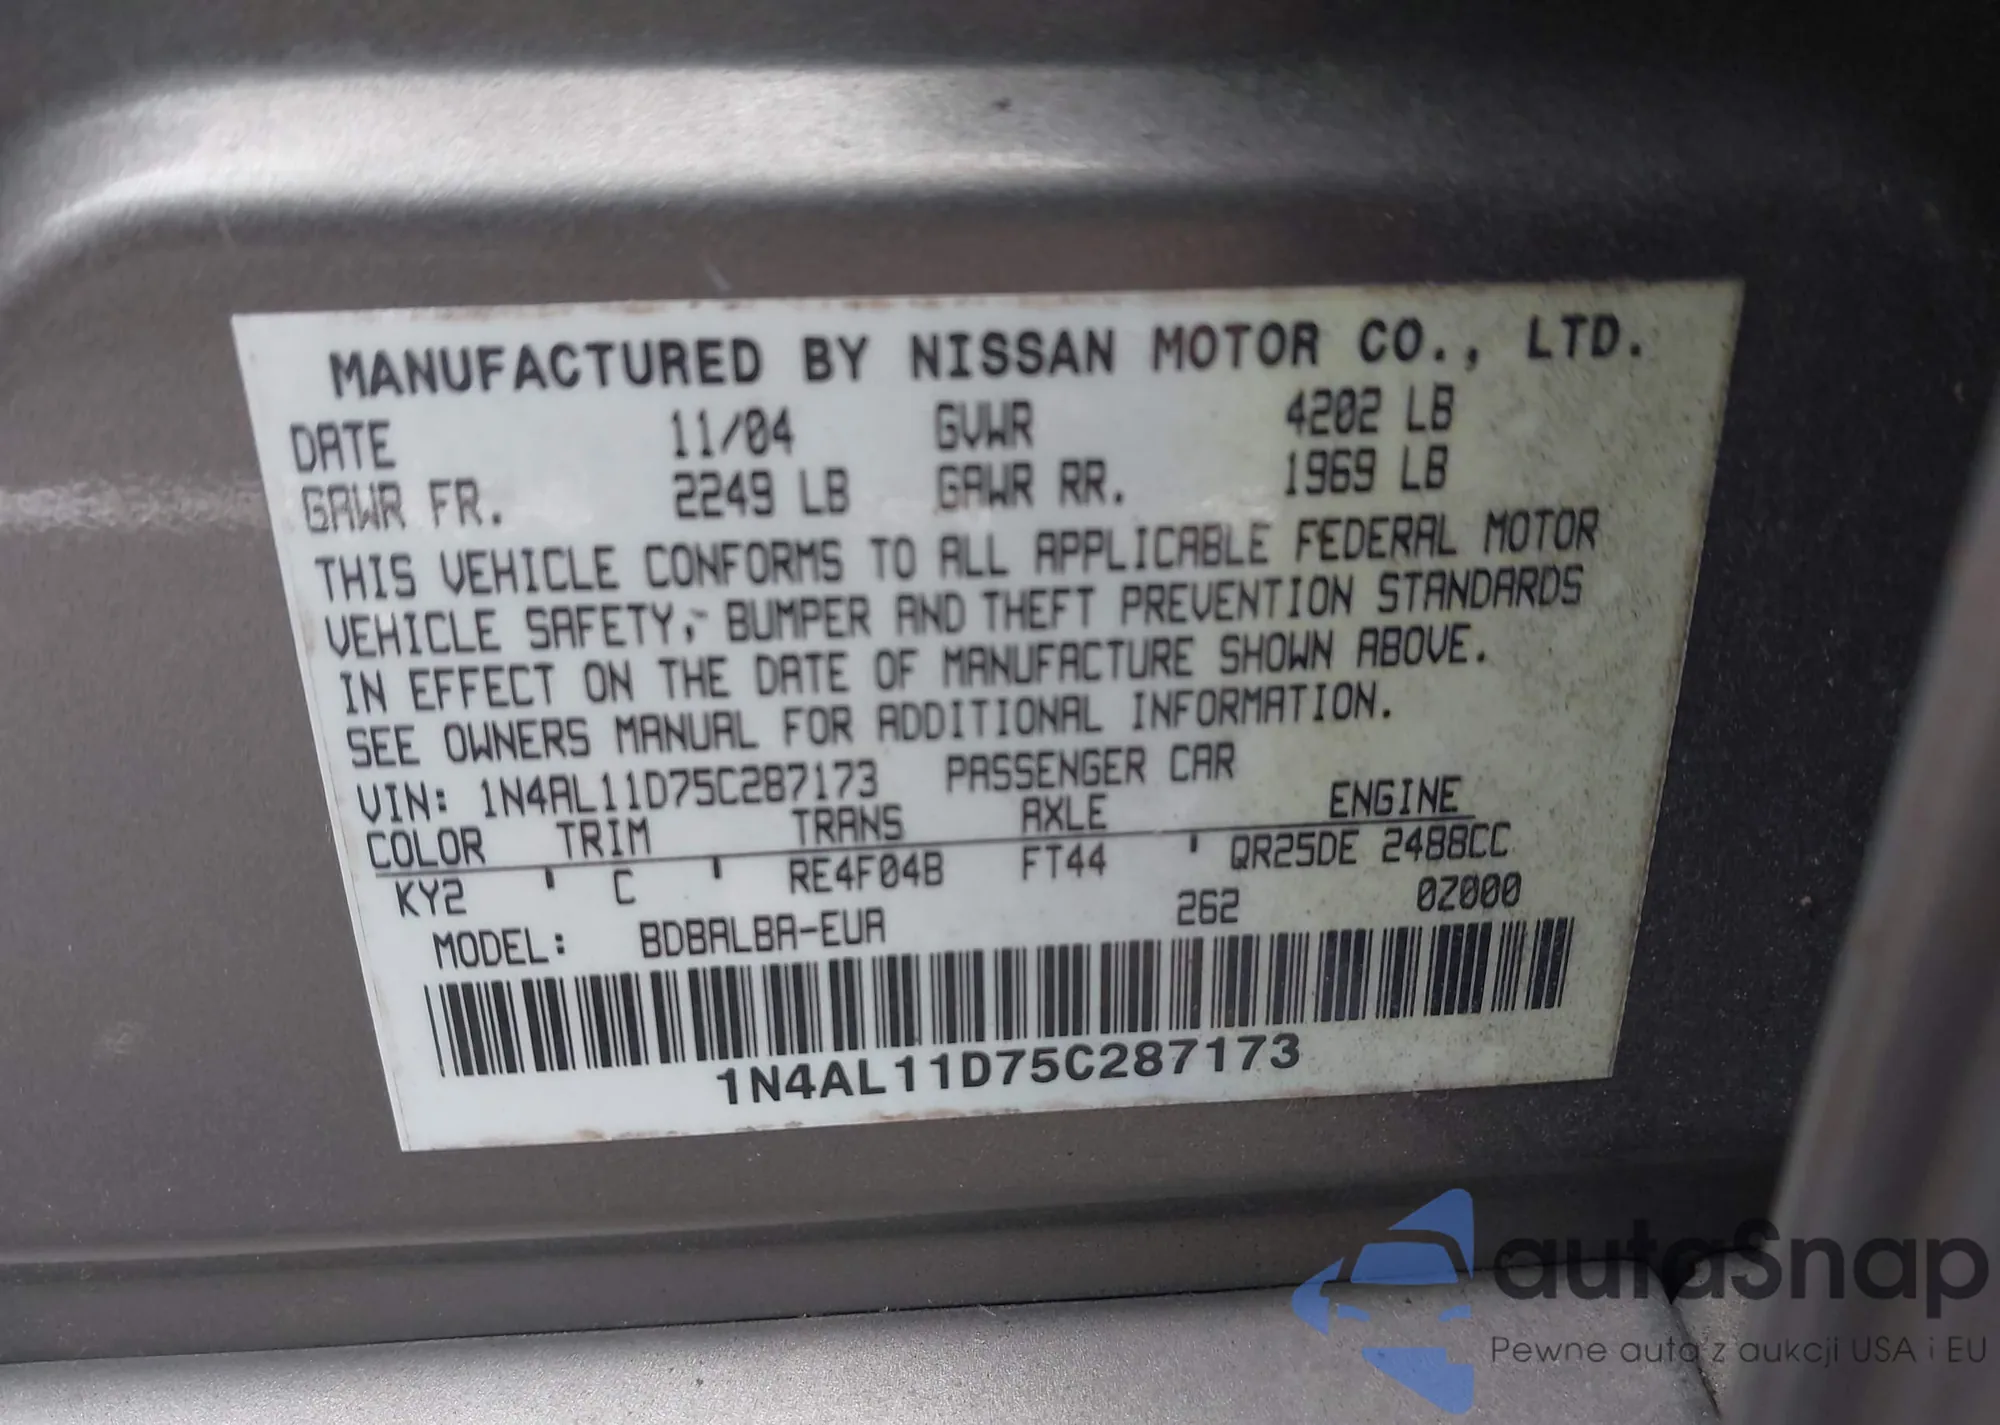 MANUFACTURED BY NISSAN MOTOR CO., LTD.
DATE 11/04 GVWR 4202 LB
GAWR FR. 2249 LB GAWR RR. 1969 LB
THIS VEHICLE CONFORMS TO ALL APPLICABLE FEDERAL MOTOR
VEHICLE SAFETY, BUMPER AND THEFT PREVENTION STANDARDS
IN EFFECT ON THE DATE OF MANUFACTURE SHOWN ABOVE.
SEE OWNERS MANUAL FOR ADDITIONAL INFORMATION.
VIN: 1N4AL11D75C287173 PASSENGER CAR
COLOR TRIM TRANS AXLE ENGINE
KY2 ' C ' RE4F04B FT44 ' QR25DE 2488CC
MODEL: BDBALBA-EUA 262 0Z000
1N4AL11D75C287173
autaSnap
Pewne auta z aukcji USA i EU